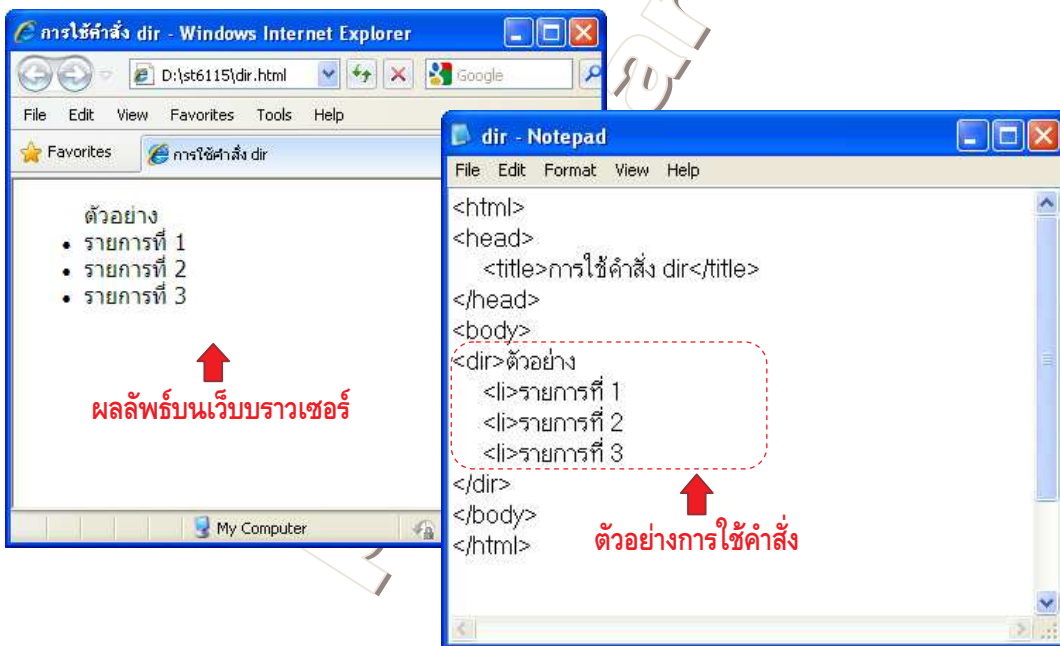 การใช้คำสั่ง dir - Windows Internet Explorer
D:\st6115\dir.html
Google
File Edit View Favorites Tools Help
Favorites
การใช้คำสั่ง dir
ตัวอย่าง
• รายการที่ 1
• รายการที่ 2
• รายการที่ 3
ผลลัพธ์บนเว็บบราวเซอร์
My Computer
dir - Notepad
File Edit Format View Help
<html>
<head>
<title>การใช้คำสั่ง dir</title>
</head>
<body>
<dir>ตัวอย่าง
<li>รายการที่ 1
<li>รายการที่ 2
<li>รายการที่ 3
</dir>
</body>
</html>
ตัวอย่างการใช้คำสั่ง